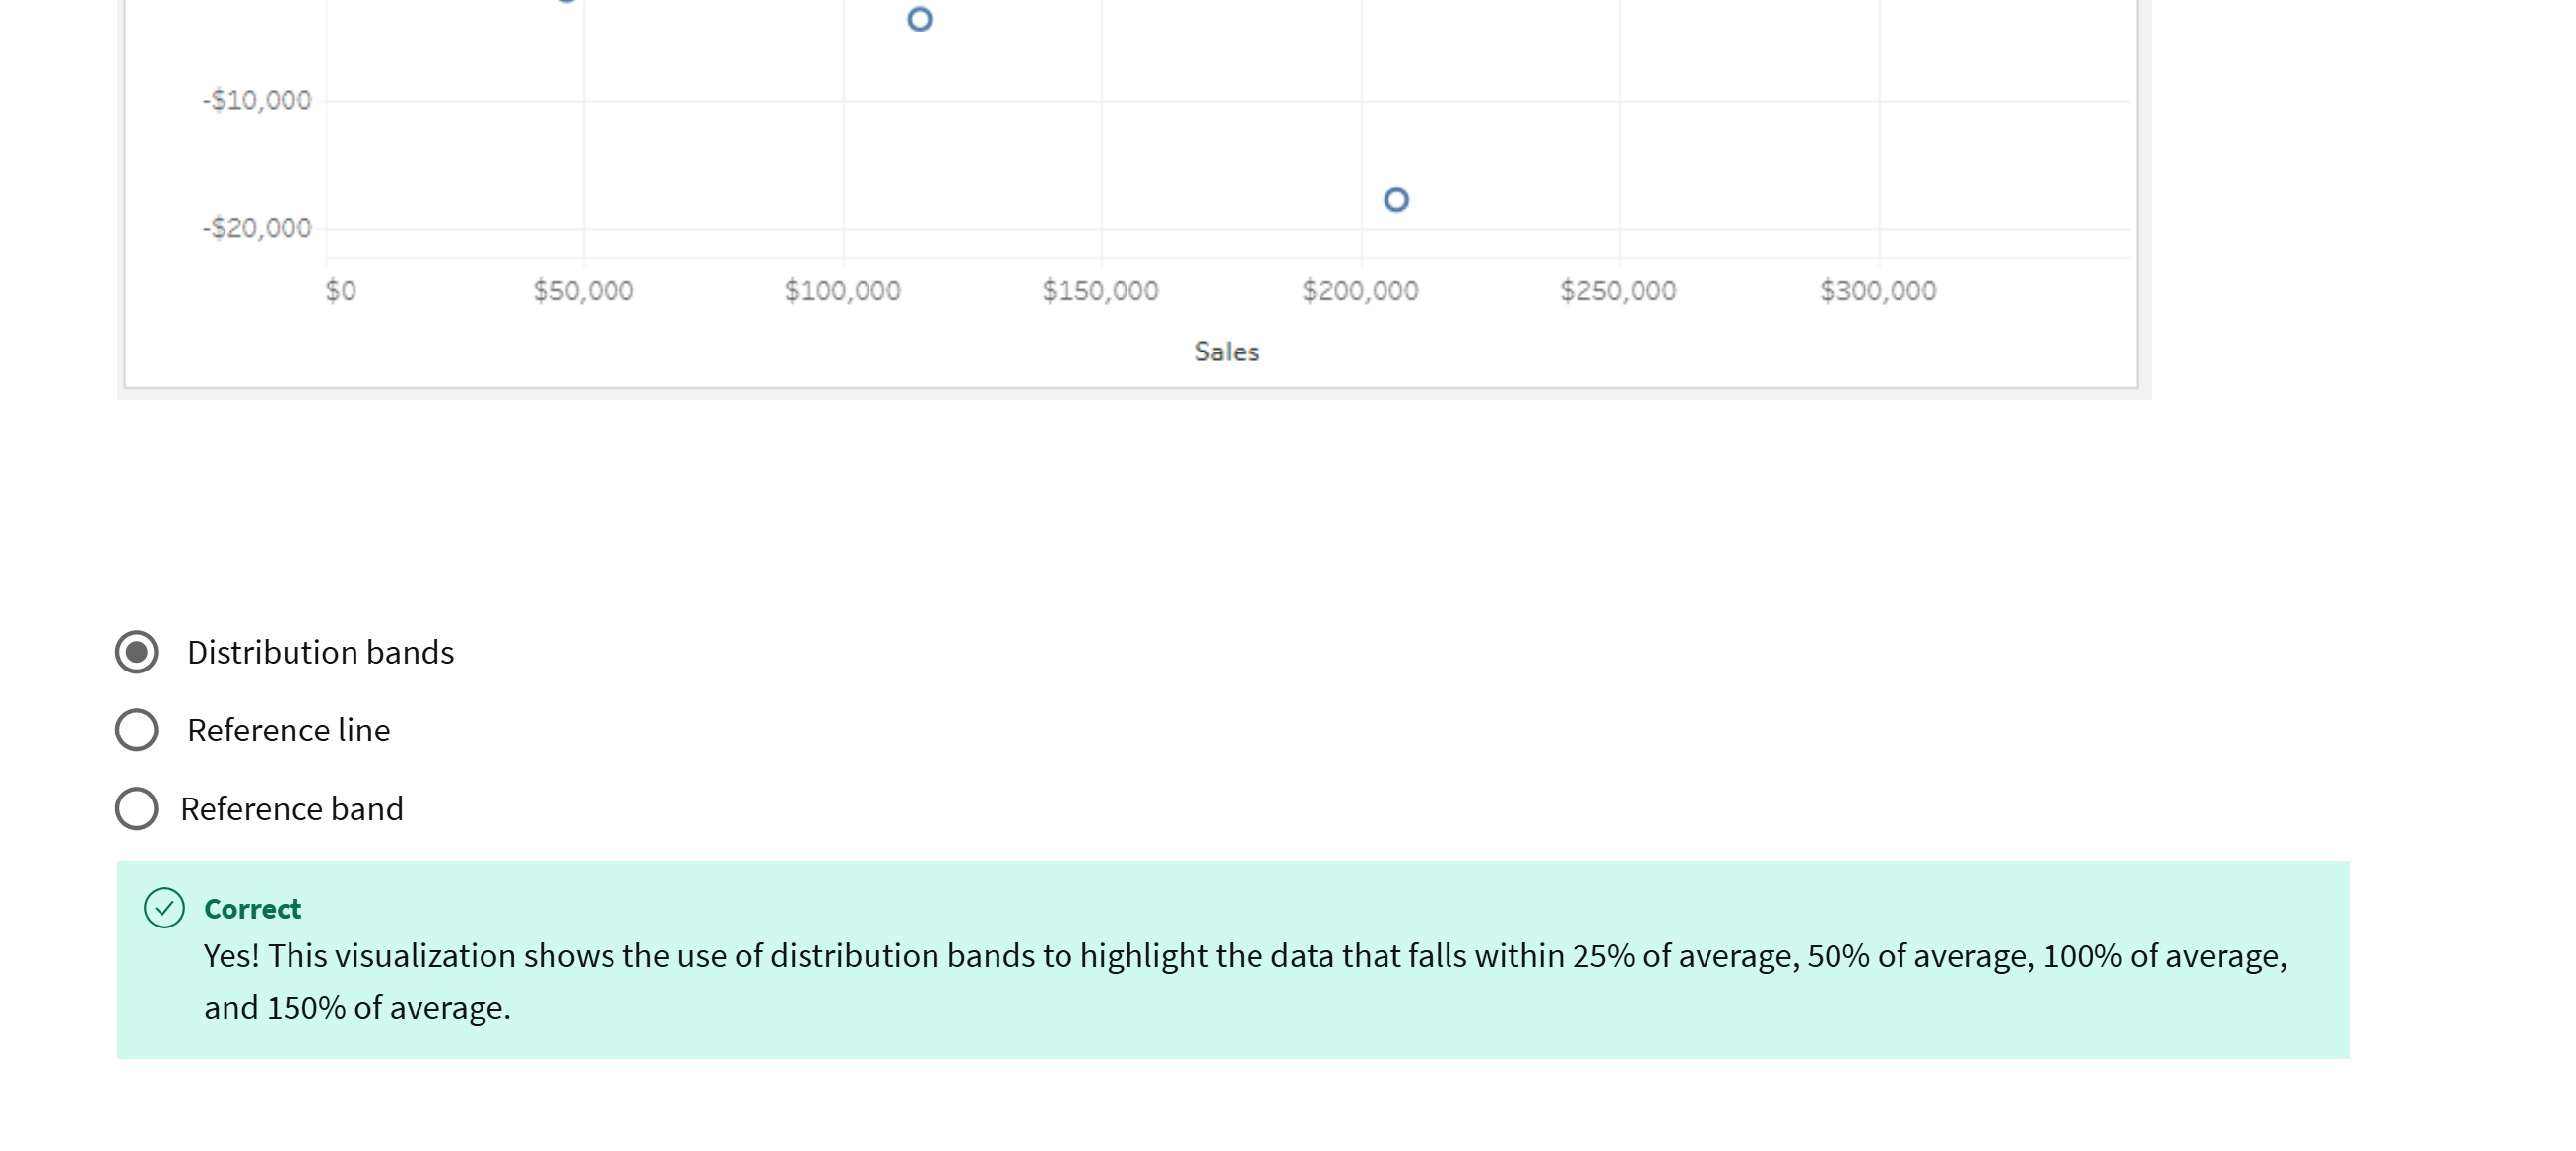 -$10,000
-$20,000
$0 $50,000 $100,000 $150,000 $200,000 $250,000 $300,000
Sales
Distribution bands
Reference line
Reference band
Correct
Yes! This visualization shows the use of distribution bands to highlight the data that falls within 25% of average, 50% of average, 100% of average,
and 150% of average.